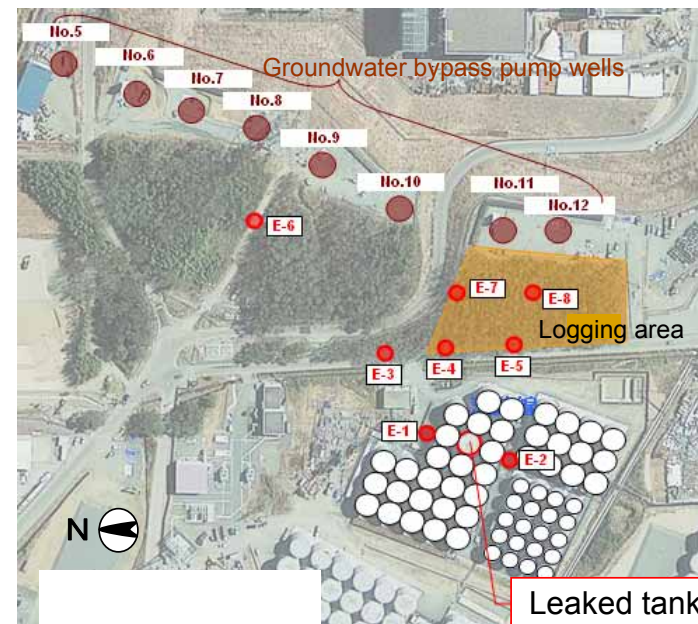 No.5
No.6
No.7
No.8
No.9
No.10
No.11
No.12
Groundwater bypass pump wells
E-6
E-7
E-8
Logging area
E-3
E-4
E-5
E-1
E-2
N
Leaked tank